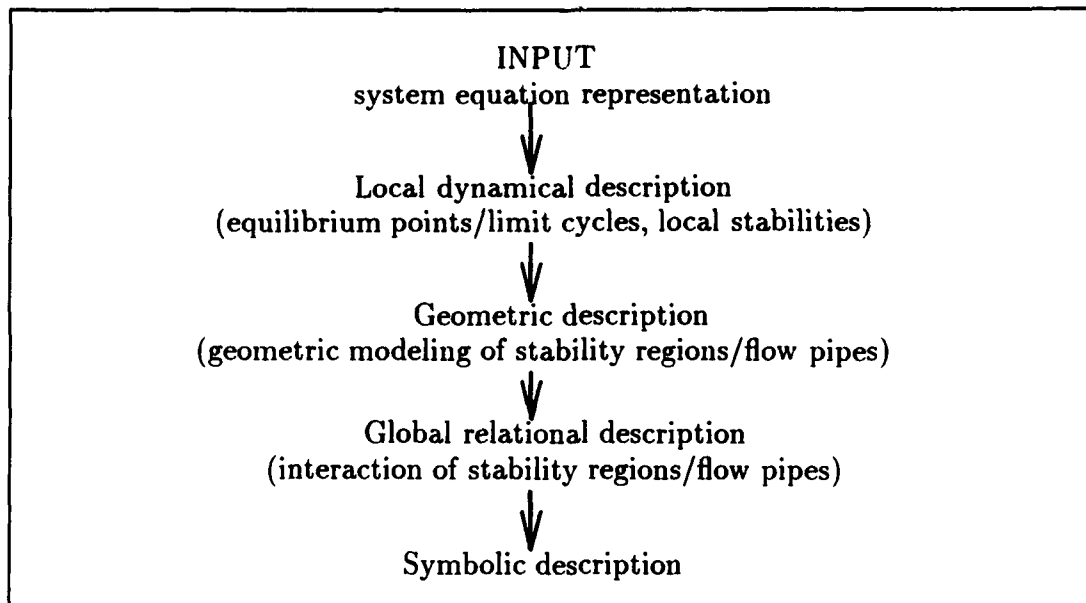 INPUT
system equation representation
Local dynamical description
(equilibrium points/limit cycles, local stabilities)
Geometric description
(geometric modeling of stability regions/flow pipes)
Global relational description
(interaction of stability regions/flow pipes)
Symbolic description